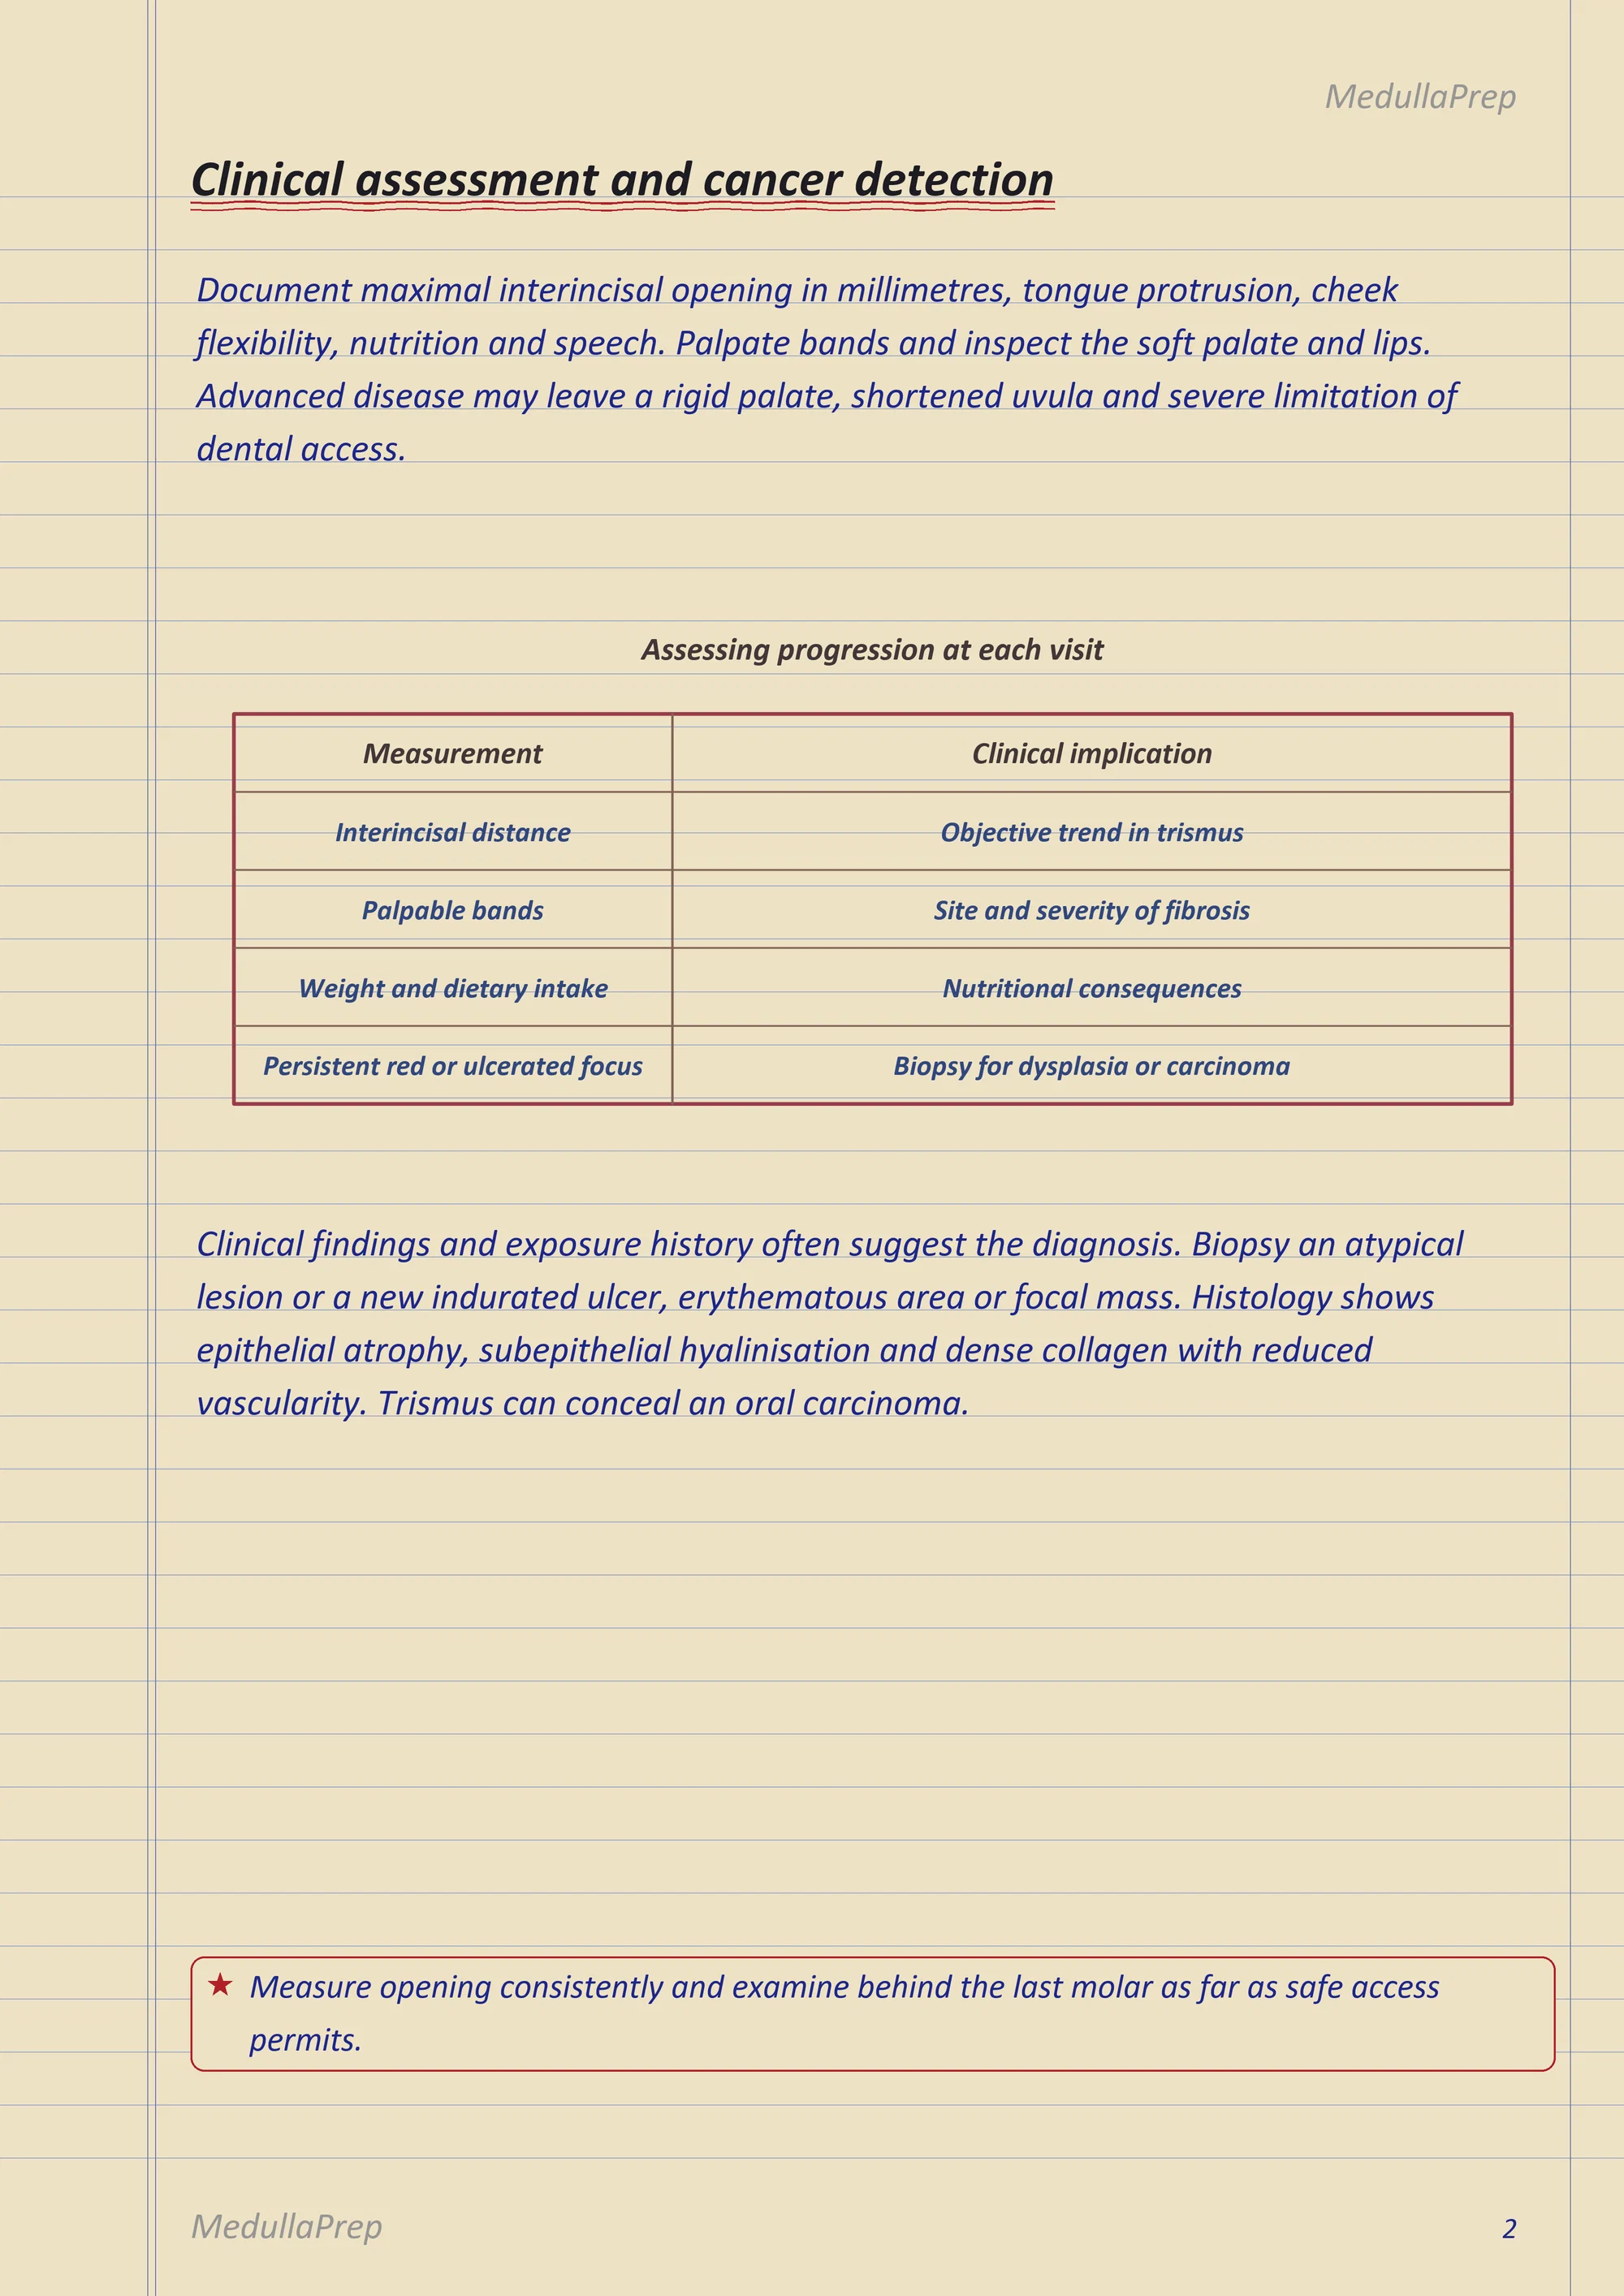 MedullaPrep
Clinical assessment and cancer detection
Document maximal interincisal opening in millimetres, tongue protrusion, cheek
flexibility, nutrition and speech. Palpate bands and inspect the soft palate and lips.
Advanced disease may leave a rigid palate, shortened uvula and severe limitation of
dental access.
Assessing progression at each visit
Measurement Clinical implication
Interincisal distance Objective trend in trismus
Palpable bands Site and severity of fibrosis
Weight and dietary intake Nutritional consequences
Persistent red or ulcerated focus Biopsy for dysplasia or carcinoma
Clinical findings and exposure history often suggest the diagnosis. Biopsy an atypical
lesion or a new indurated ulcer, erythematous area or focal mass. Histology shows
epithelial atrophy, subepithelial hyalinisation and dense collagen with reduced
vascularity. Trismus can conceal an oral carcinoma.
★ Measure opening consistently and examine behind the last molar as far as safe access
permits.
MedullaPrep 2